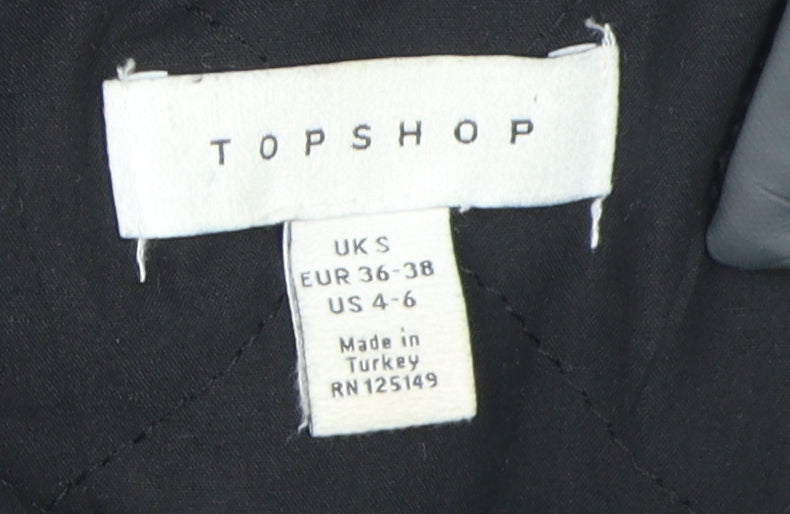 TOPSHOP
UK S
EUR 36-38
US 4-6
Made in
Turkey
RN 125149